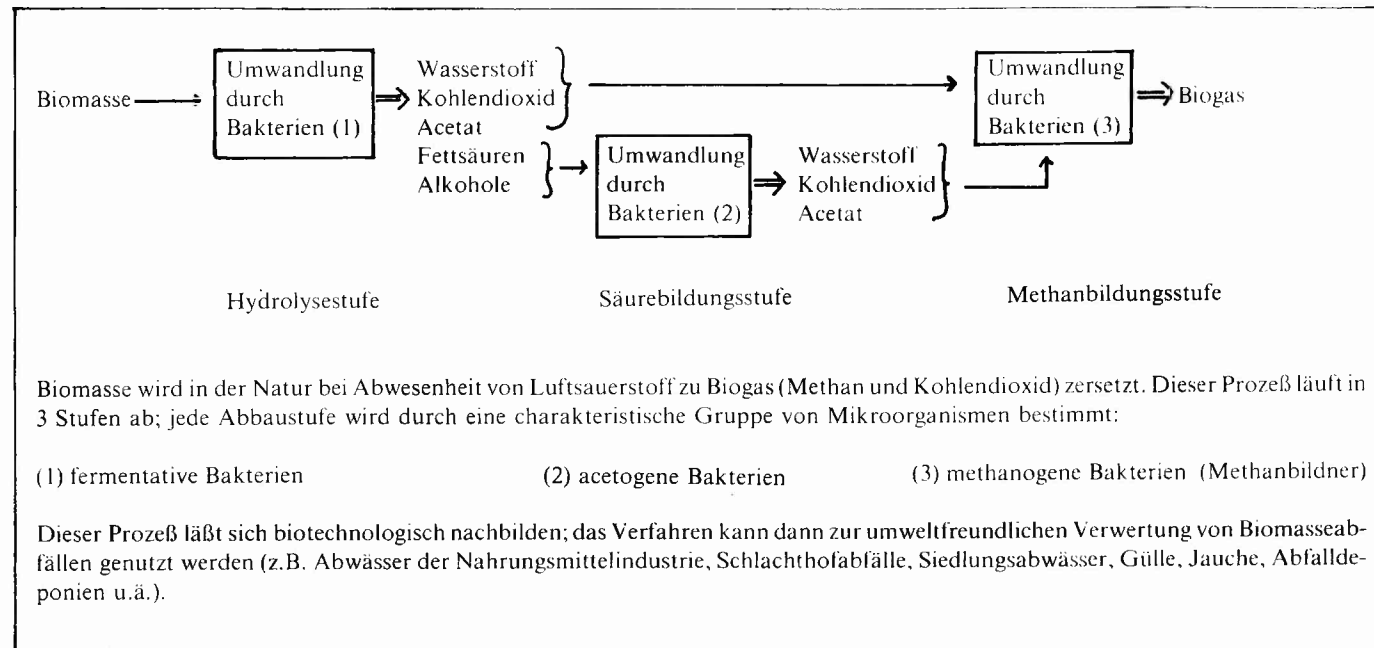 Biomasse
Umwandlung
durch
Bakterien (1)
Wasserstoff
Kohlendioxid
Acetat
Fettsäuren
Alkohole
Umwandlung
durch
Bakterien (2)
Wasserstoff
Kohlendioxid
Acetat
Umwandlung
durch
Bakterien (3)
Biogas
Hydrolysestufe
Säurebildungsstufe
Methanbildungsstufe
Biomasse wird in der Natur bei Abwesenheit von Luftsauerstoff zu Biogas (Methan und Kohlendioxid) zersetzt. Dieser Prozeß läuft in
3 Stufen ab; jede Abbaustufe wird durch eine charakteristische Gruppe von Mikroorganismen bestimmt:
(1) fermentative Bakterien
(2) acetogene Bakterien
(3) methanogene Bakterien (Methanbildner)
Dieser Prozeß läßt sich biotechnologisch nachbilden; das Verfahren kann dann zur umweltfreundlichen Verwertung von Biomasseab-
fällen genutzt werden (z.B. Abwässer der Nahrungsmittelindustrie, Schlachthofabfälle, Siedlungsabwässer, Gülle, Jauche, Abfallde-
ponien u.ä.).